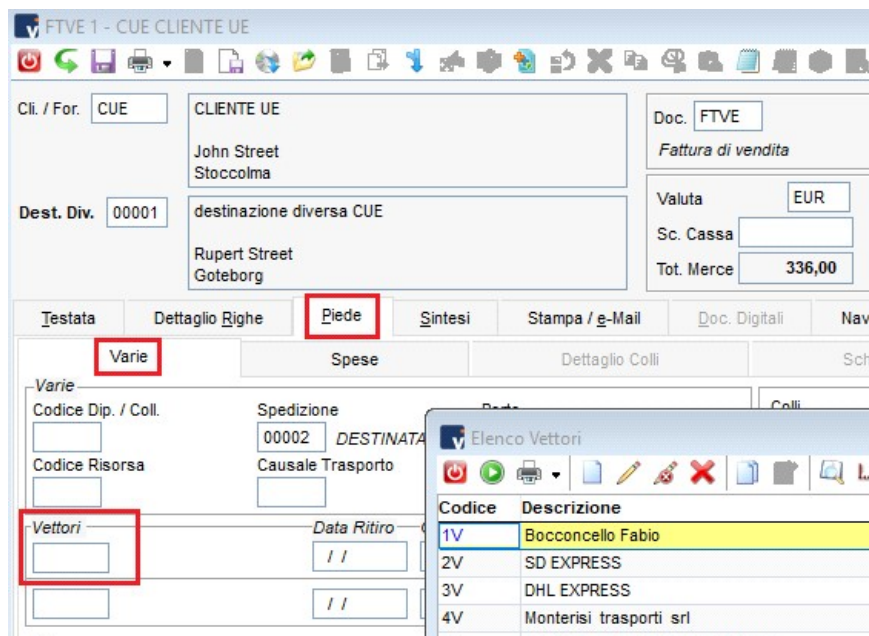 FTVE 1 - CUE CLIENTE UE
Cli. / For. CUE
CLIENTE UE
John Street
Stoccolma
Doc. FTVE
Fattura di vendita
Dest. Div. 00001
destinazione diversa CUE
Rupert Street
Goteborg
Valuta EUR
Sc. Cassa
Tot. Merce 336,00
Testata Dettaglio Righe Piede Sintesi Stampa / e-Mail Doc. Digitali Nav
Varie Spese Dettaglio Colli Sch
Varie
Codice Dip. / Coll. Spedizione Porto Colli
00002 DESTINATA
Codice Risorsa Causale Trasporto
Vettori Data Ritiro
/ /
/ /
Elenco Vettori
Codice Descrizione
1V Bocconcello Fabio
2V SD EXPRESS
3V DHL EXPRESS
4V Monterisi trasporti srl